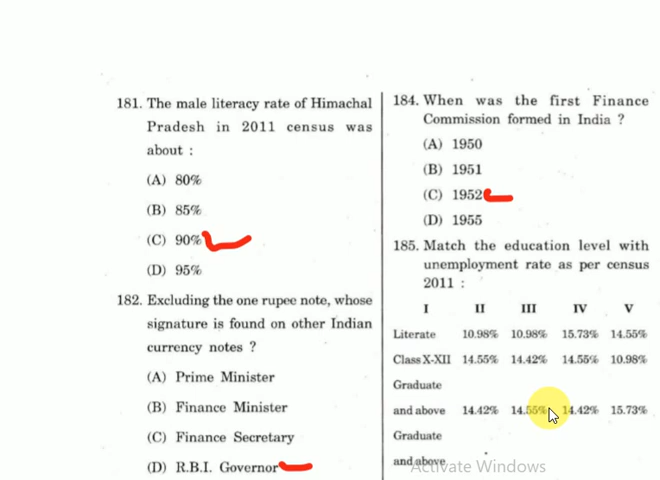 181. The male literacy rate of Himachal
Pradesh in 2011 census was
about :
(A) 80%
(B) 85%
(C) 90%
(D) 95%
182. Excluding the one rupee note, whose
signature is found on other Indian
currency notes ?
(A) Prime Minister
(B) Finance Minister
(C) Finance Secretary
(D) R.B.I. Governor
184. When was the first Finance
Commission formed in India ?
(A) 1950
(B) 1951
(C) 1952
(D) 1955
185. Match the education level with
unemployment rate as per census
2011 :
I II III IV V
Literate 10.98% 10.98% 15.73% 14.55%
Class X-XII 14.55% 14.42% 14.55% 10.98%
Graduate
and above 14.42% 14.55% 14.42% 15.73%
Graduate
and above
Activate Windows